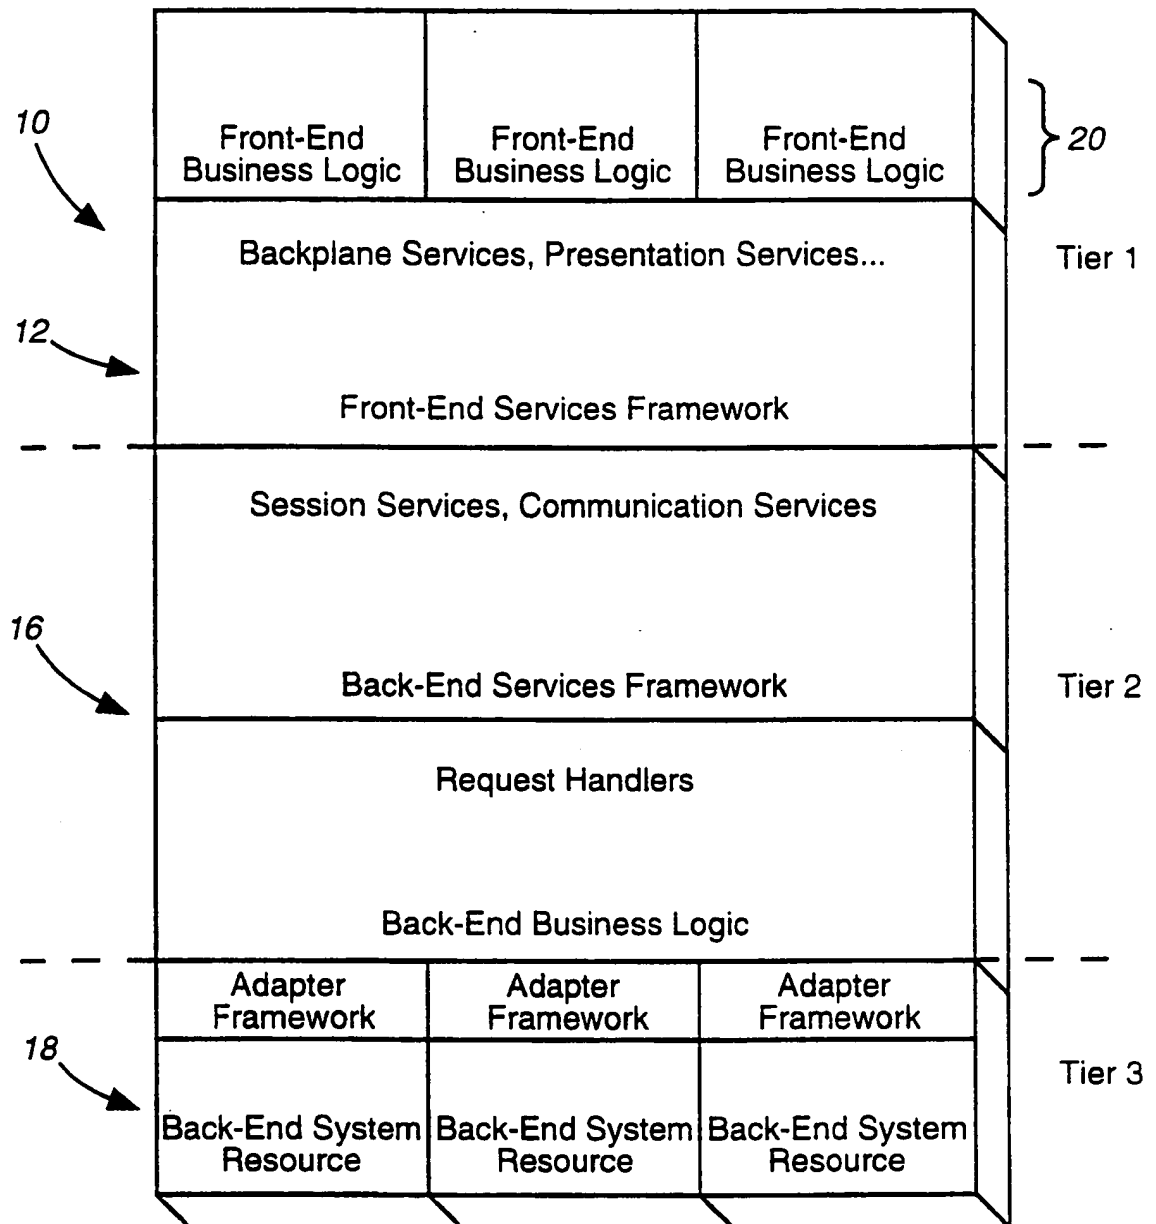 Front-End
Business Logic
Front-End
Business Logic
Front-End
Business Logic
20
10
Backplane Services, Presentation Services...
Tier 1
12
Front-End Services Framework
Session Services, Communication Services
16
Back-End Services Framework
Tier 2
Request Handlers
Back-End Business Logic
Adapter
Framework
Adapter
Framework
Adapter
Framework
18
Tier 3
Back-End System
Resource
Back-End System
Resource
Back-End System
Resource